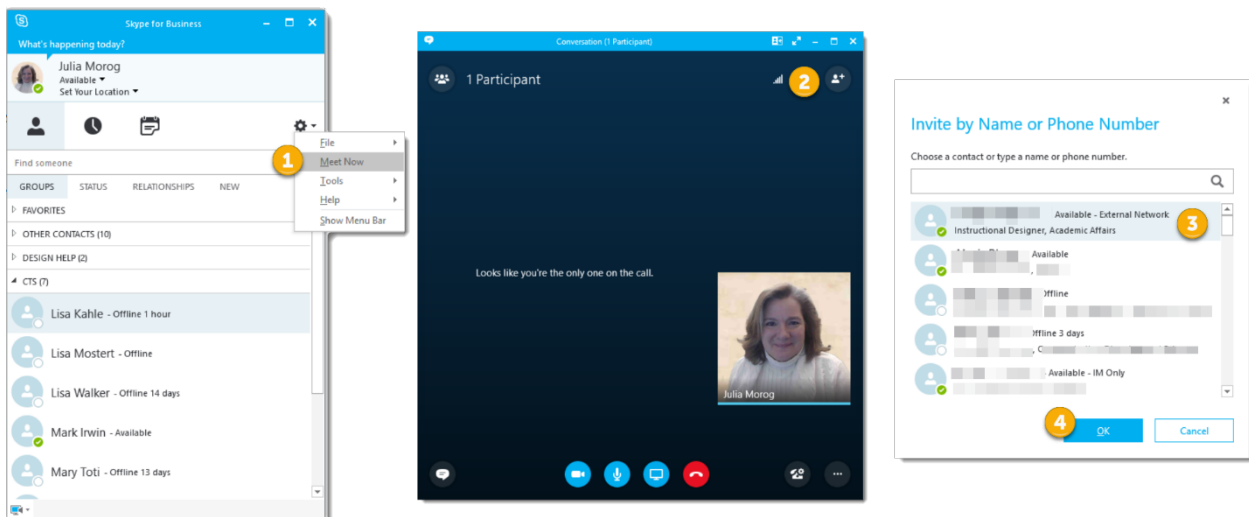 Skype for Business
What's happening today?
Julia Morog
Available
Set Your Location
File
1
Meet Now
Find someone
Tools
GROUPS STATUS RELATIONSHIPS NEW
Help
FAVORITES
Show Menu Bar
OTHER CONTACTS (10)
DESIGN HELP (2)
CTS (7)
Lisa Kahle - Offline 1 hour
Lisa Mostert - Offline
Lisa Walker - Offline 14 days
Mark Irwin - Available
Mary Toti - Offline 13 days
Conversation (1 Participant)
1 Participant
2
Looks like you're the only one on the call.
Julia Morog
Invite by Name or Phone Number
Choose a contact or type a name or phone number.
Available - External Network
3
Instructional Designer, Academic Affairs
Available
Offline
Offline 3 days
Available - IM Only
4
OK Cancel